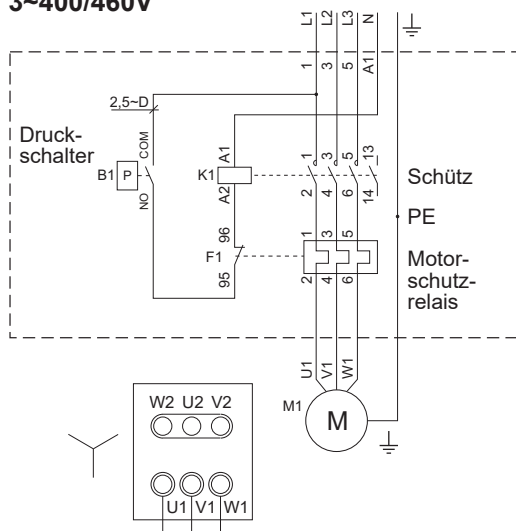 3~400/460V
L1 L2 L3 N
1 3 5 A1
2,5~D
Druck-
schalter
B1 P
COM
NO
K1
A1
A2
1 3 5 13
2 4 6 14
Schütz
PE
96
F1
95
1 3 5
2 4 6
Motor-
schutz-
relais
U1 V1 W1
M1
M
W2 U2 V2
U1 V1 W1